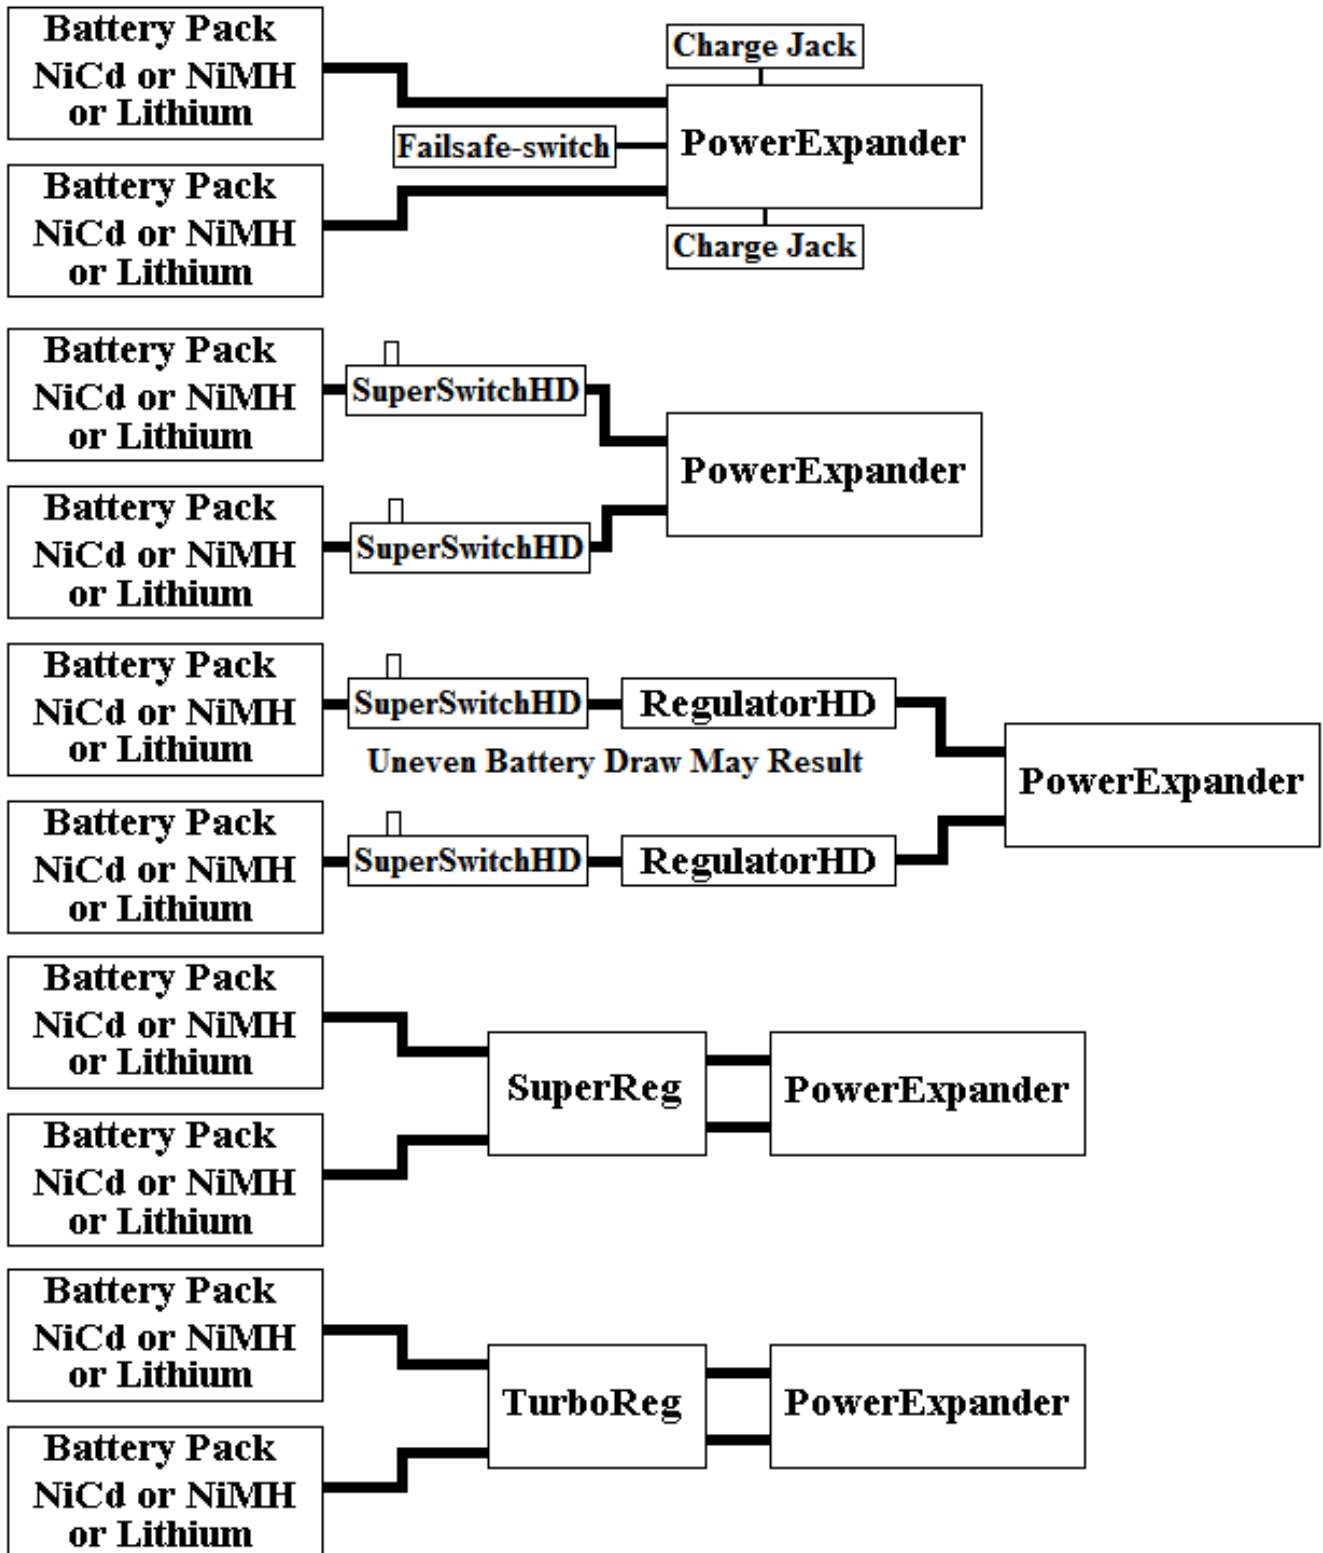 Battery Pack
NiCd or NiMH
or Lithium
Charge Jack
Failsafe-switch
PowerExpander
Battery Pack
NiCd or NiMH
or Lithium
Charge Jack
Battery Pack
NiCd or NiMH
or Lithium
SuperSwitchHD
PowerExpander
Battery Pack
NiCd or NiMH
or Lithium
SuperSwitchHD
Battery Pack
NiCd or NiMH
or Lithium
SuperSwitchHD
RegulatorHD
Uneven Battery Draw May Result
PowerExpander
Battery Pack
NiCd or NiMH
or Lithium
SuperSwitchHD
RegulatorHD
Battery Pack
NiCd or NiMH
or Lithium
SuperReg
PowerExpander
Battery Pack
NiCd or NiMH
or Lithium
Battery Pack
NiCd or NiMH
or Lithium
TurboReg
PowerExpander
Battery Pack
NiCd or NiMH
or Lithium